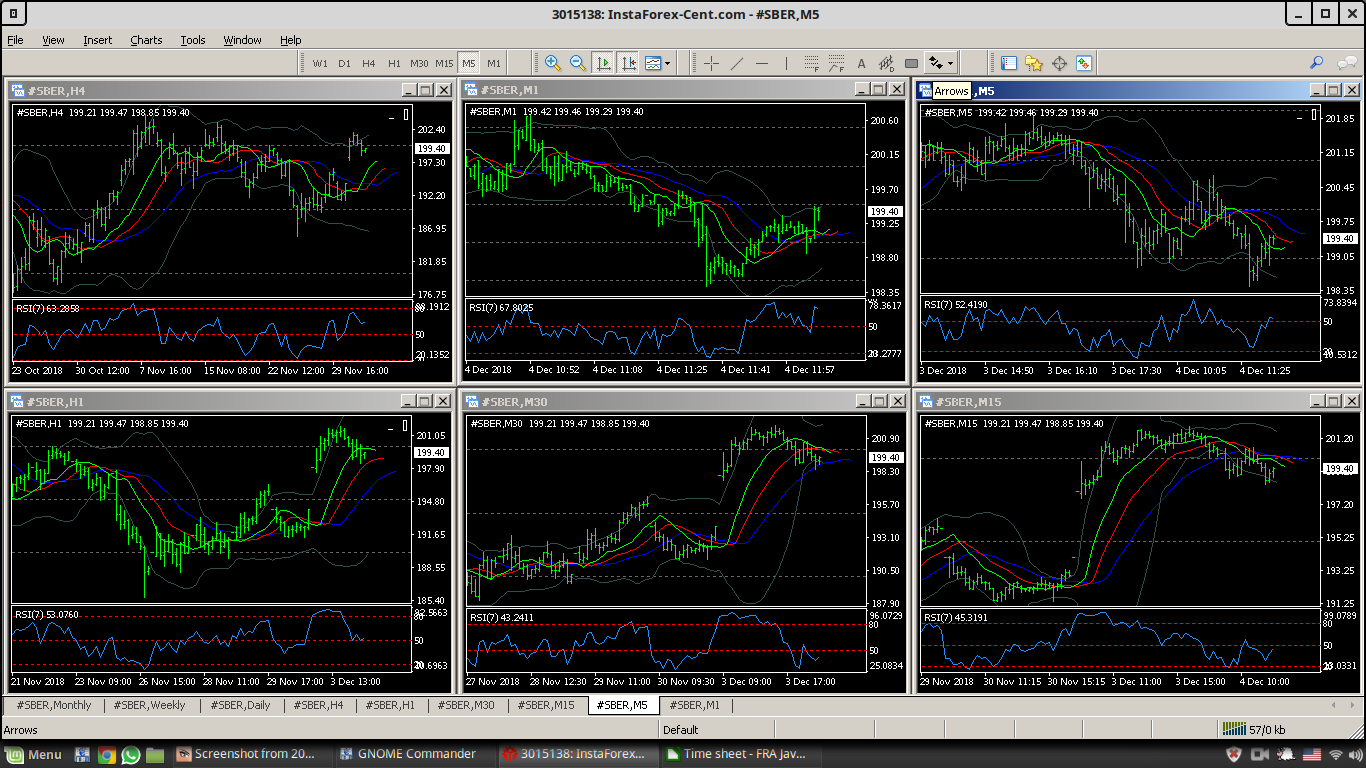 3015138: InstaForex-Cent.com - #SBER,M5
File View Insert Charts Tools Window Help
W1 D1 H4 H1 M30 M15 M5 M1
#SBER,H4
#SBER,H4 199.21 199.47 198.85 199.40
202.40
199.40
197.30
192.20
186.95
181.85
176.75
RSI(7) 63.2858
50
23 Oct 2018 30 Oct 12:00 7 Nov 16:00 15 Nov 08:00 22 Nov 12:00 29 Nov 16:00
#SBER,M1
#SBER,M1 199.42 199.46 199.29 199.40
200.60
200.15
199.70
199.40
199.25
198.80
198.35
RSI(7) 67.8025
78.3617
50
4 Dec 2018 4 Dec 10:52 4 Dec 11:08 4 Dec 11:25 4 Dec 11:41 4 Dec 11:57
Arrows ,M5
#SBER,M5 199.42 199.46 199.29 199.40
201.85
201.15
200.45
199.75
199.40
199.05
198.35
RSI(7) 52.4190
73.8394
50
3 Dec 2018 3 Dec 14:50 3 Dec 16:10 3 Dec 17:30 4 Dec 10:05 4 Dec 11:25
#SBER,H1
#SBER,H1 199.21 199.47 198.85 199.40
201.05
199.40
197.90
194.80
191.65
188.55
185.40
RSI(7) 53.0760
80
50
21 Nov 2018 23 Nov 09:00 26 Nov 15:00 28 Nov 11:00 29 Nov 17:00 3 Dec 13:00
#SBER,M30
#SBER,M30 199.21 199.47 198.85 199.40
200.90
199.40
198.30
195.70
193.10
190.50
187.90
RSI(7) 43.2411
96.0729
80
50
25.0834
27 Nov 2018 28 Nov 12:30 29 Nov 11:00 30 Nov 09:30 3 Dec 09:00 3 Dec 17:00
#SBER,M15
#SBER,M15 199.21 199.47 198.85 199.40
201.20
199.40
197.20
195.25
193.25
191.25
RSI(7) 45.3191
99.0789
80
50
29 Nov 2018 30 Nov 11:15 30 Nov 15:15 3 Dec 11:00 3 Dec 15:00 4 Dec 10:00
#SBER,Monthly #SBER,Weekly #SBER,Daily #SBER,H4 #SBER,H1 #SBER,M30 #SBER,M15 #SBER,M5 #SBER,M1
Arrows Default 57/0 kb
Menu Screenshot from 20... GNOME Commander 3015138: InstaForex... Time sheet - FRA Jav...